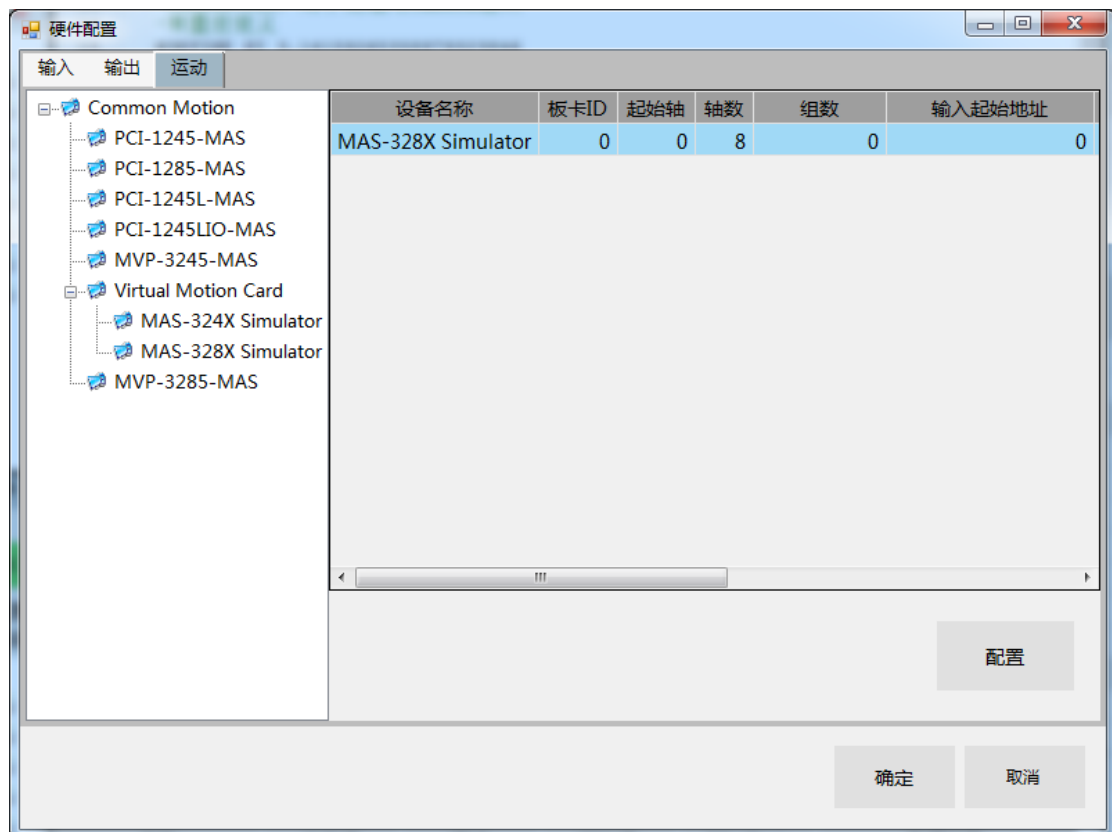 硬件配置
输入 输出 运动
Common Motion
PCI-1245-MAS
PCI-1285-MAS
PCI-1245L-MAS
PCI-1245LIO-MAS
MVP-3245-MAS
Virtual Motion Card
MAS-324X Simulator
MAS-328X Simulator
MVP-3285-MAS
设备名称 板卡ID 起始轴 轴数 组数 输入起始地址
MAS-328X Simulator 0 0 8 0 0
配置
确定 取消